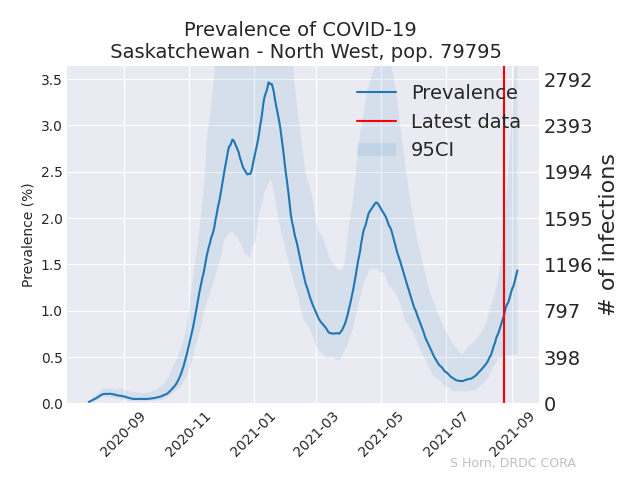 Prevalence of COVID-19
Saskatchewan - North West, pop. 79795
Prevalence
Latest data
95CI
Prevalence (%)
3.5
3.0
2.5
2.0
1.5
1.0
0.5
0.0
2792
2393
1994
1595
1196
797
398
0
# of infections
2020-09
2020-11
2021-01
2021-03
2021-05
2021-07
2021-09
S Horn, DRDC CORA